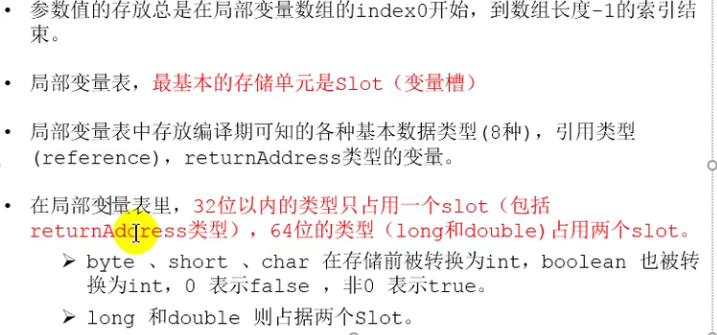 • 参数值的存放总是在局部变量数组的index0开始，到数组长度-1的索引结
束。
• 局部变量表，最基本的存储单元是Slot（变量槽）
• 局部变量表中存放编译期可知的各种基本数据类型(8种)，引用类型
(reference)，returnAddress类型的变量。
• 在局部变量表里，32位以内的类型只占用一个slot（包括
returnAddress类型），64位的类型（long和double)占用两个slot。
➢ byte 、short 、char 在存储前被转换为int，boolean 也被转
换为int，0 表示false ，非0 表示true。
➢ long 和double 则占据两个Slot。